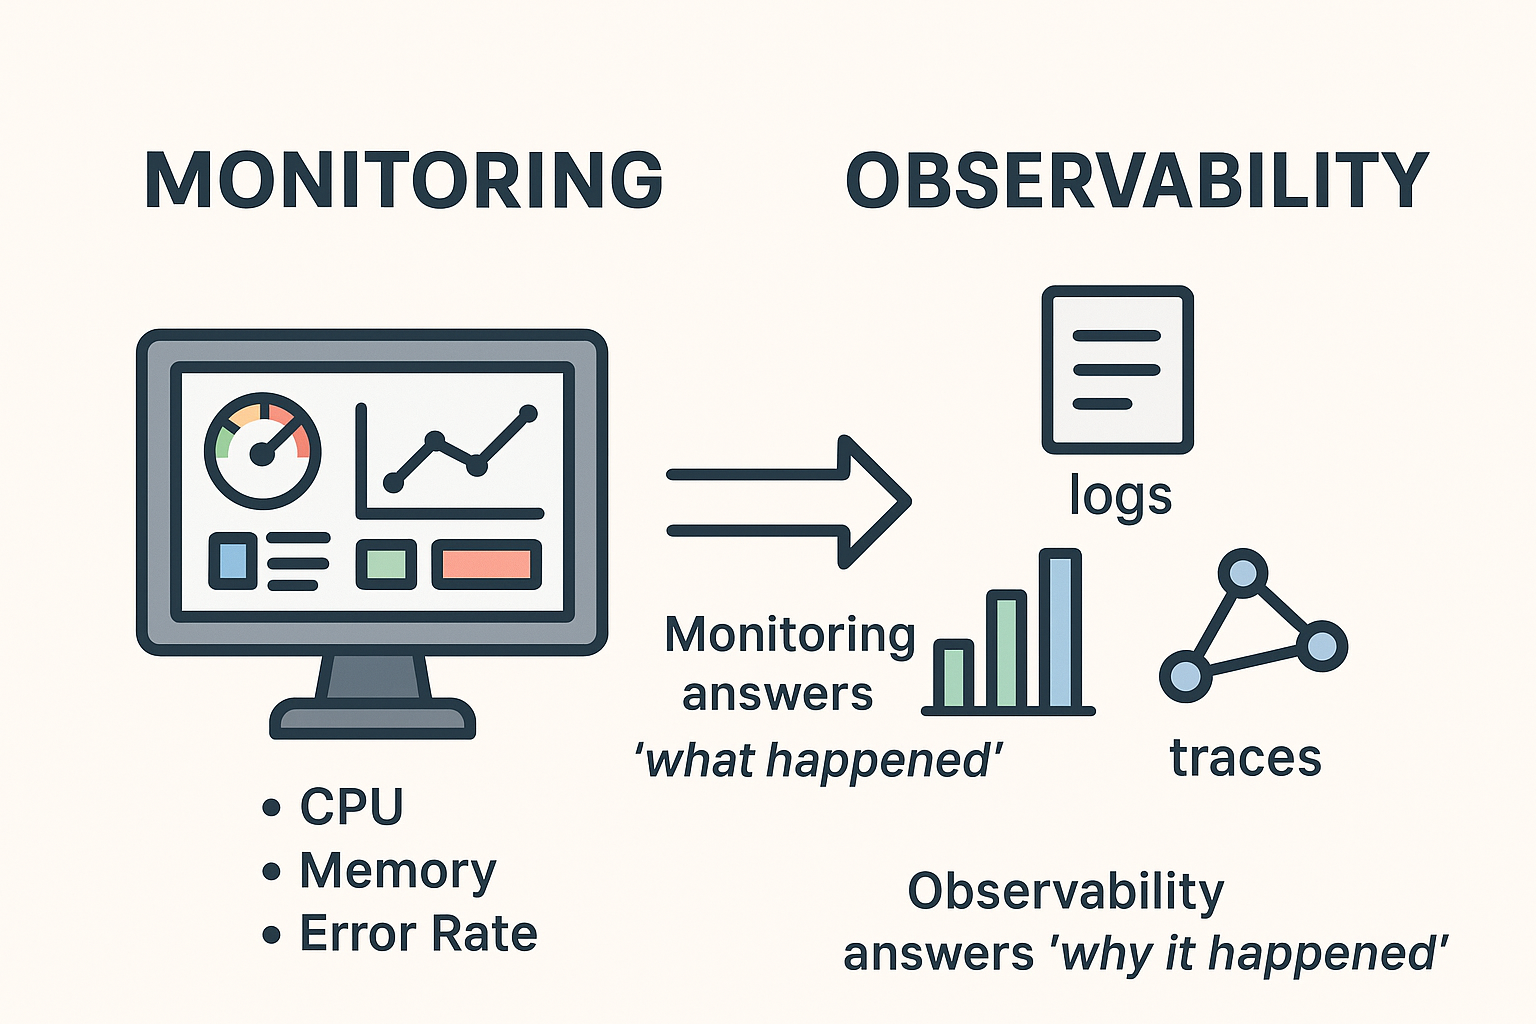 MONITORING
OBSERVABILITY
logs
Monitoring
answers
‘what happened’
traces
• CPU
• Memory
• Error Rate
Observability
answers ’why it happened’